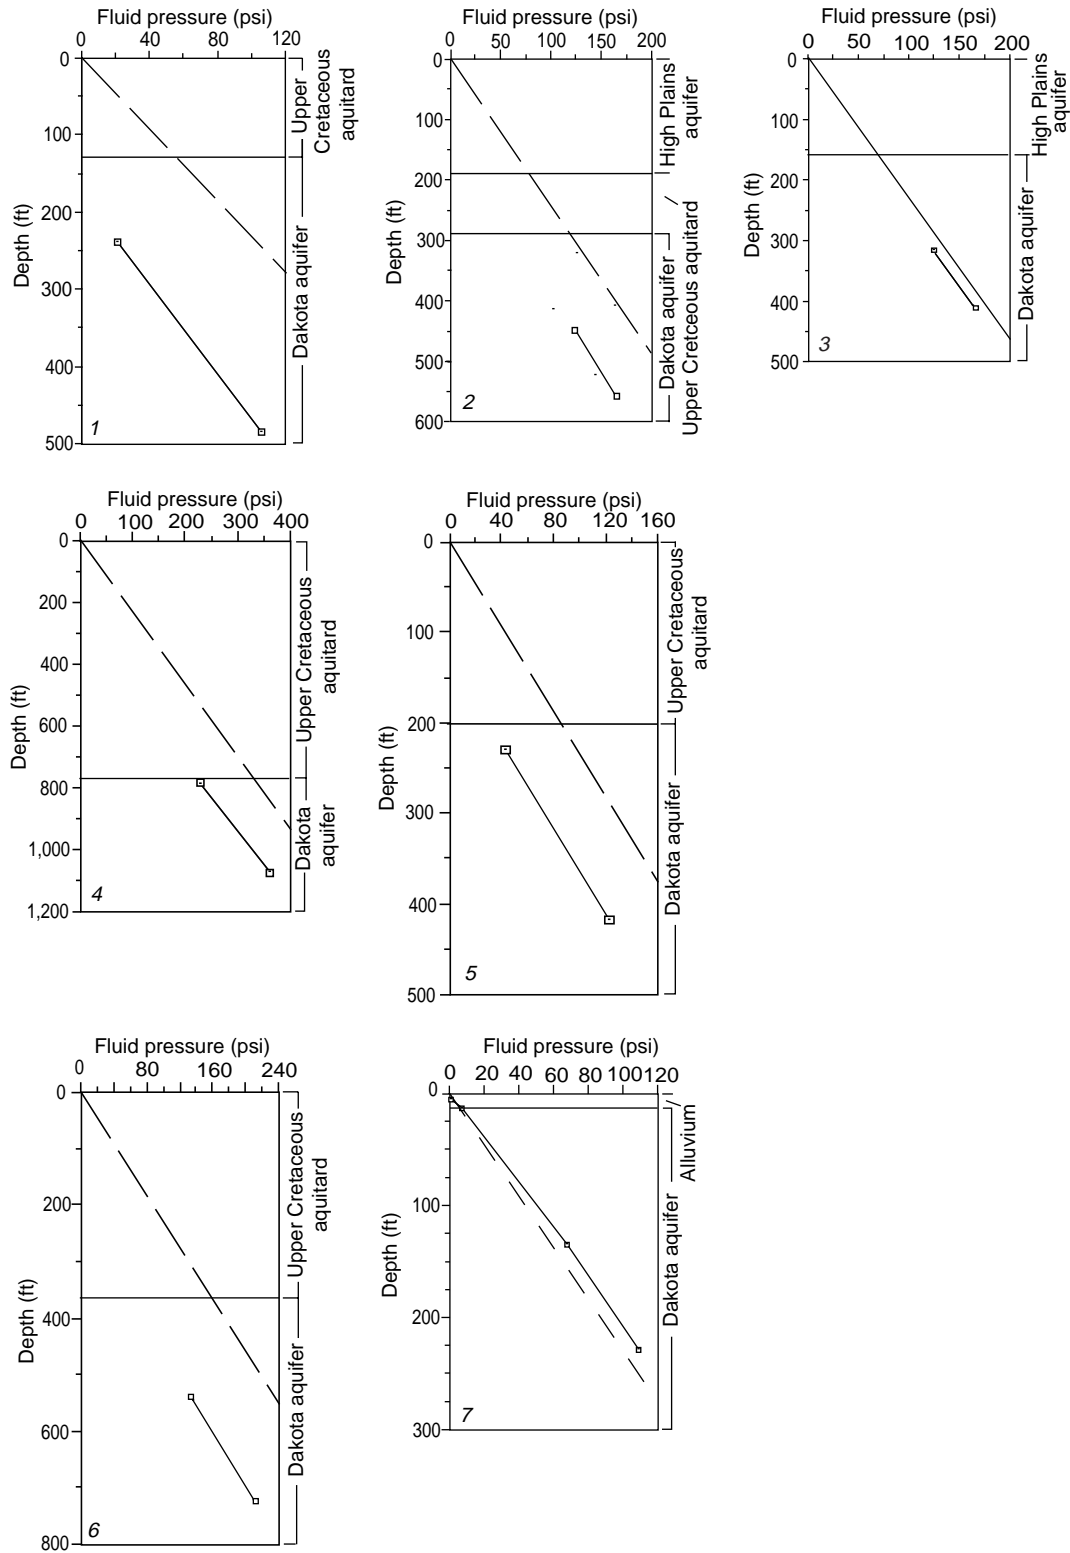 Fluid pressure (psi)
0 40 80 120
0
100
200
300
400
500
Depth (ft)
Upper
Cretaceous
aquitard
Dakota aquifer
1
Fluid pressure (psi)
0 50 100 150 200
0
100
200
300
400
500
600
Depth (ft)
High Plains
aquifer
Upper Cretceous aquitard
Dakota aquifer
2
Fluid pressure (psi)
0 50 100 150 200
0
100
200
300
400
500
Depth (ft)
High Plains
aquifer
Dakota aquifer
3
Fluid pressure (psi)
0 100 200 300 400
0
200
400
600
800
1,000
1,200
Depth (ft)
Upper Cretaceous
aquitard
Dakota
aquifer
4
Fluid pressure (psi)
0 40 80 120 160
0
100
200
300
400
500
Depth (ft)
Upper Cretaceous
aquitard
Dakota aquifer
5
Fluid pressure (psi)
0 80 160 240
0
200
400
600
800
Depth (ft)
Upper Cretaceous
aquitard
Dakota aquifer
6
Fluid pressure (psi)
0 20 40 60 80 100120
0
100
200
300
Depth (ft)
Alluvium
Dakota aquifer
7